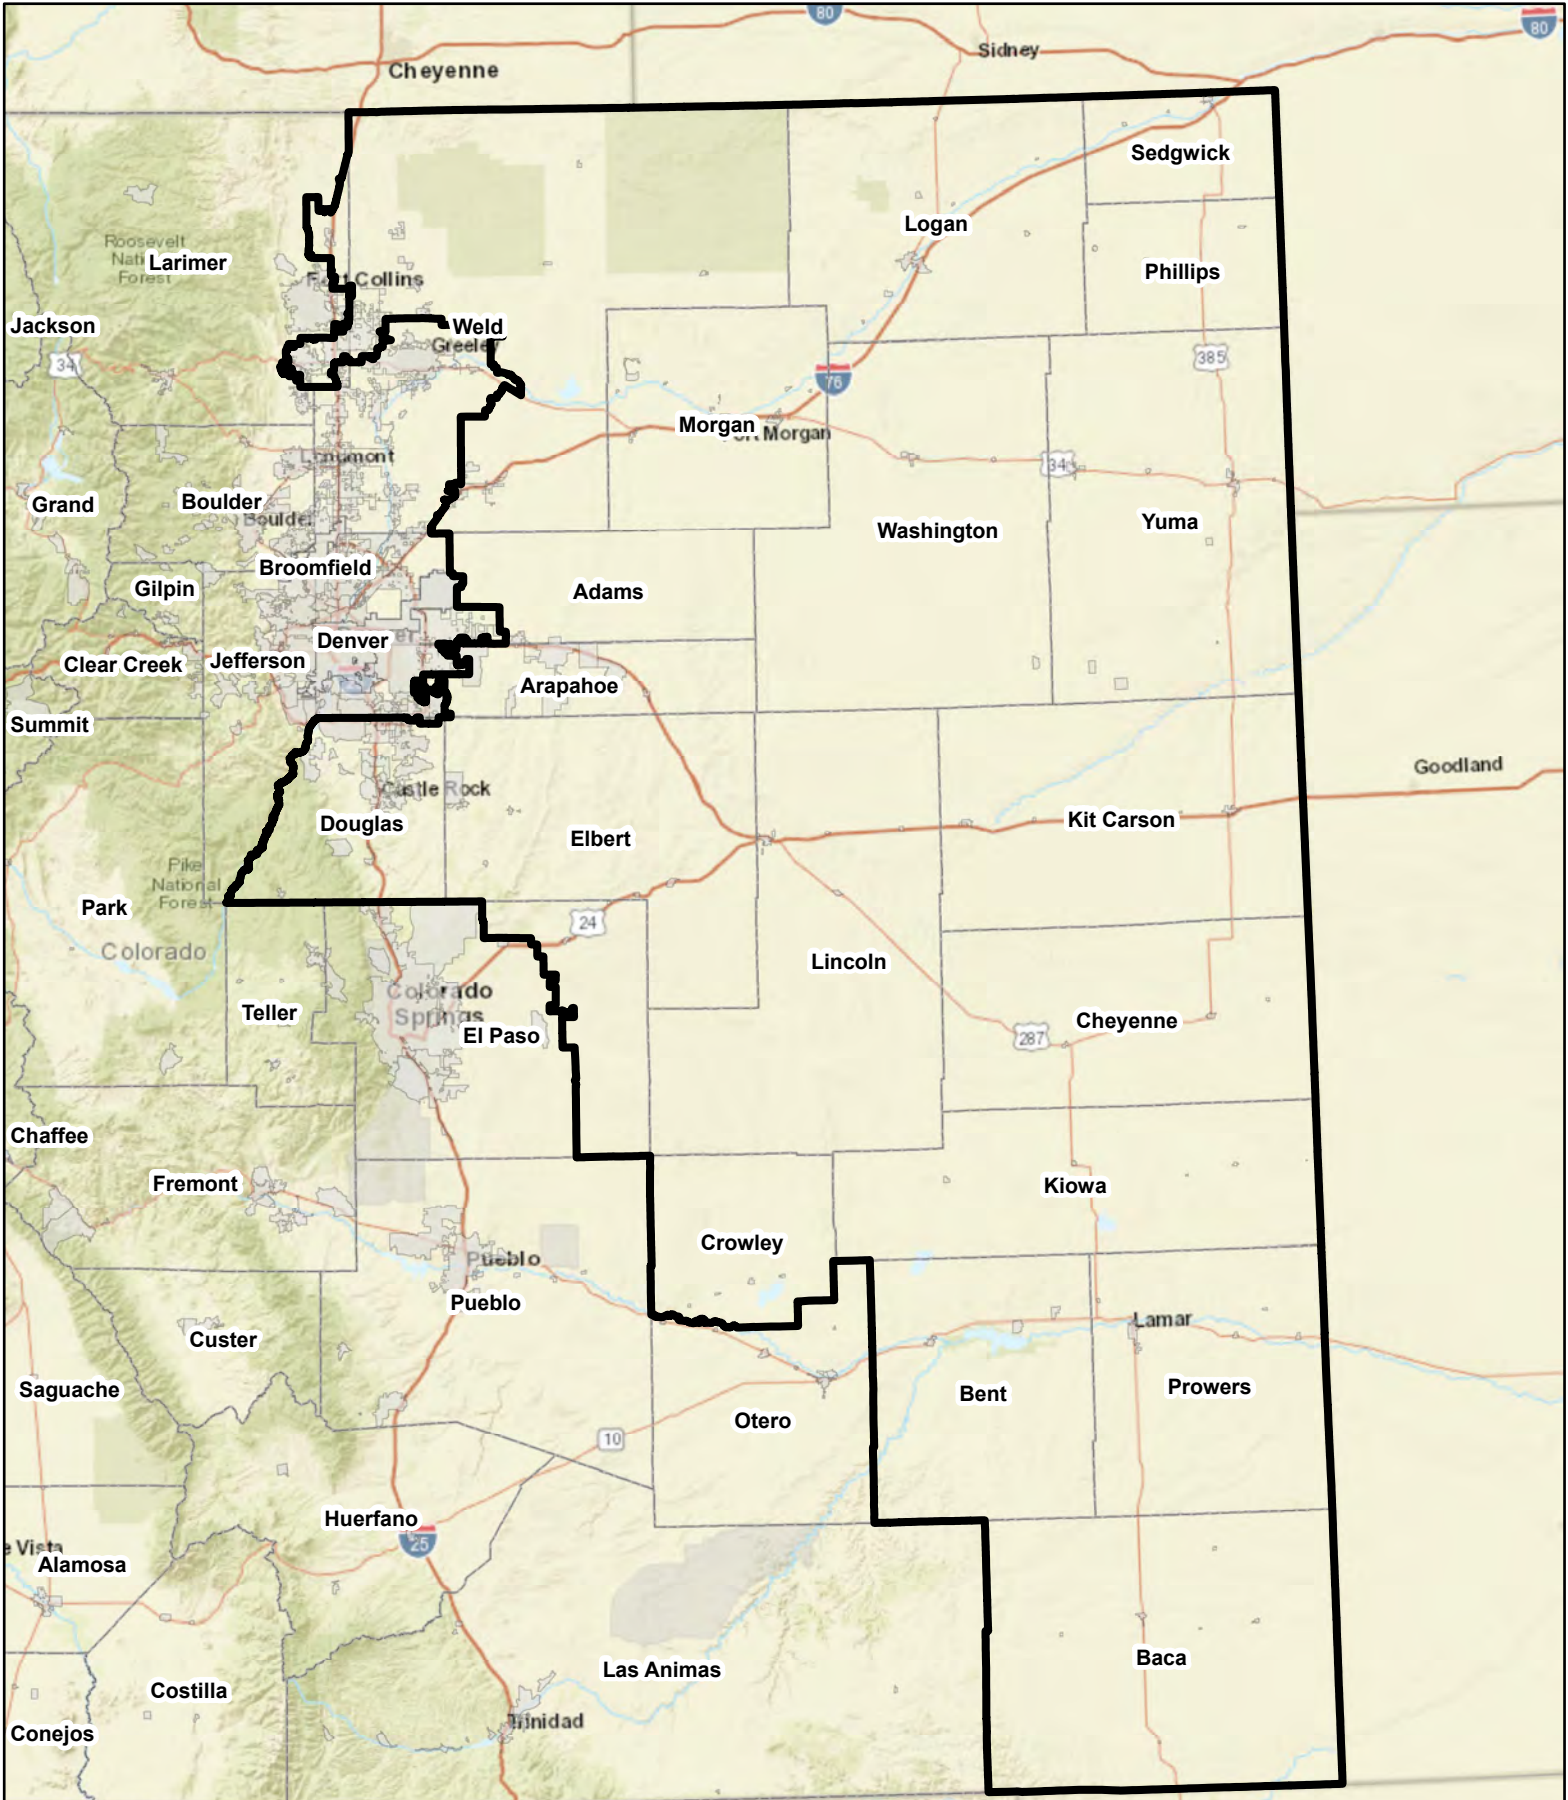 80
80
Sidney
Cheyenne
Sedgwick
Logan
Roosevelt
National
Forest
Larimer
Phillips
Fort Collins
Jackson
Weld
Greeley
34
385
76
Morgan
Fort Morgan
Longmont
34
Grand
Boulder
Boulder
Washington
Yuma
Broomfield
Gilpin
Adams
Denver
Clear Creek
Jefferson
Arapahoe
Summit
Goodland
Castle Rock
Douglas
Kit Carson
Elbert
Pike
National
Forest
Park
24
Colorado
Lincoln
Colorado
Springs
Teller
El Paso
Cheyenne
287
Chaffee
Fremont
Kiowa
Crowley
Pueblo
Pueblo
Lamar
Custer
Saguache
Prowers
Bent
Otero
10
Huerfano
25
e Vista
Alamosa
Baca
Las Animas
Costilla
Trinidad
Conejos